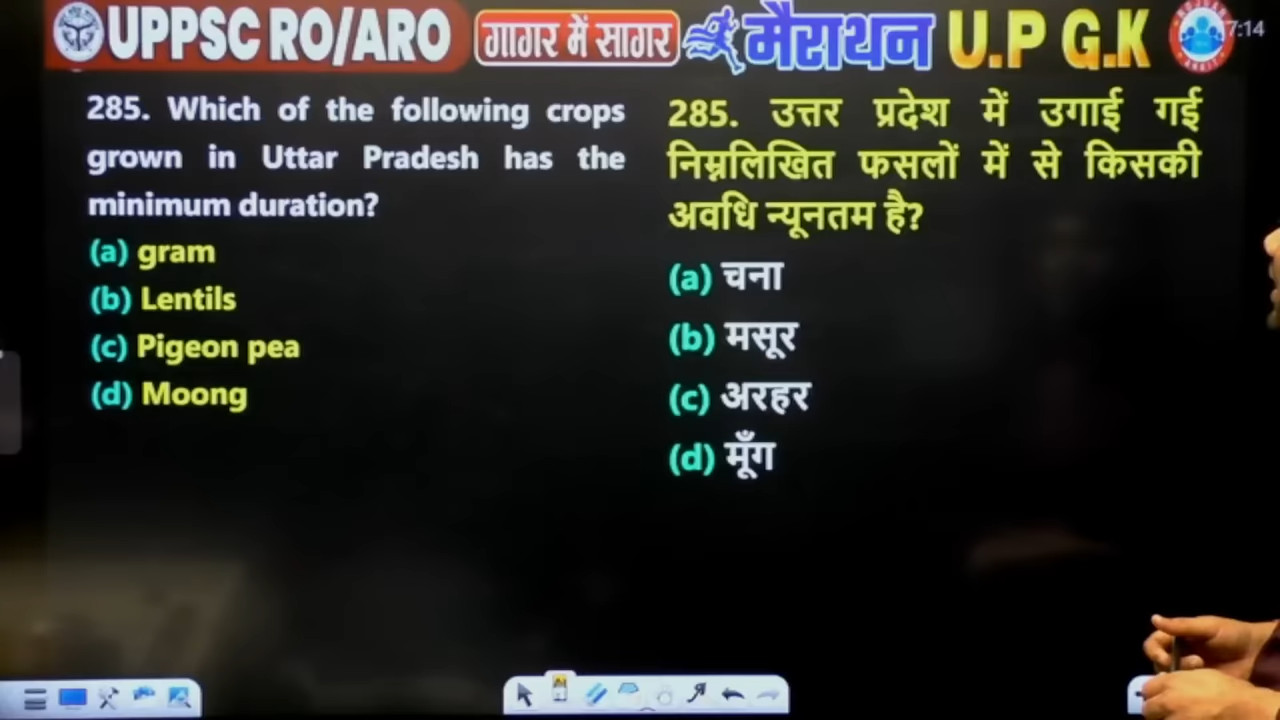 UPPSC RO/ARO गागर में सागर मैराथन U.P G.K
7:14
285. Which of the following crops
grown in Uttar Pradesh has the
minimum duration?
(a) gram
(b) Lentils
(c) Pigeon pea
(d) Moong
285. उत्तर प्रदेश में उगाई गई
निम्नलिखित फसलों में से किसकी
अवधि न्यूनतम है?
(a) चना
(b) मसूर
(c) अरहर
(d) मूँग